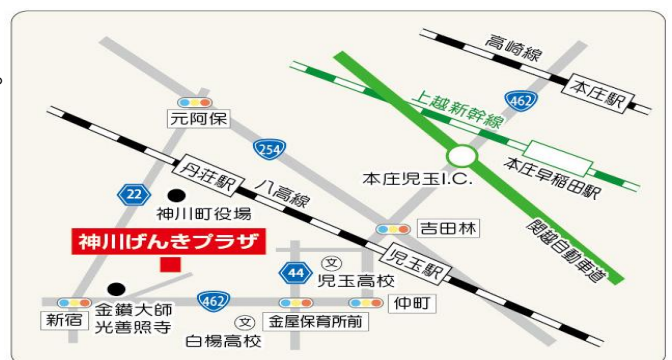 高崎線
本庄駅
462
上越新幹線
本庄早稲田駅
元阿保
254
本庄児玉I.C.
関越自動車道
丹荘駅
八高線
22
神川町役場
吉田林
児玉駅
神川げんきプラザ
44
文
児玉高校
462
仲町
新宿
金鑚大師
光善照寺
文
白楊高校
金屋保育所前